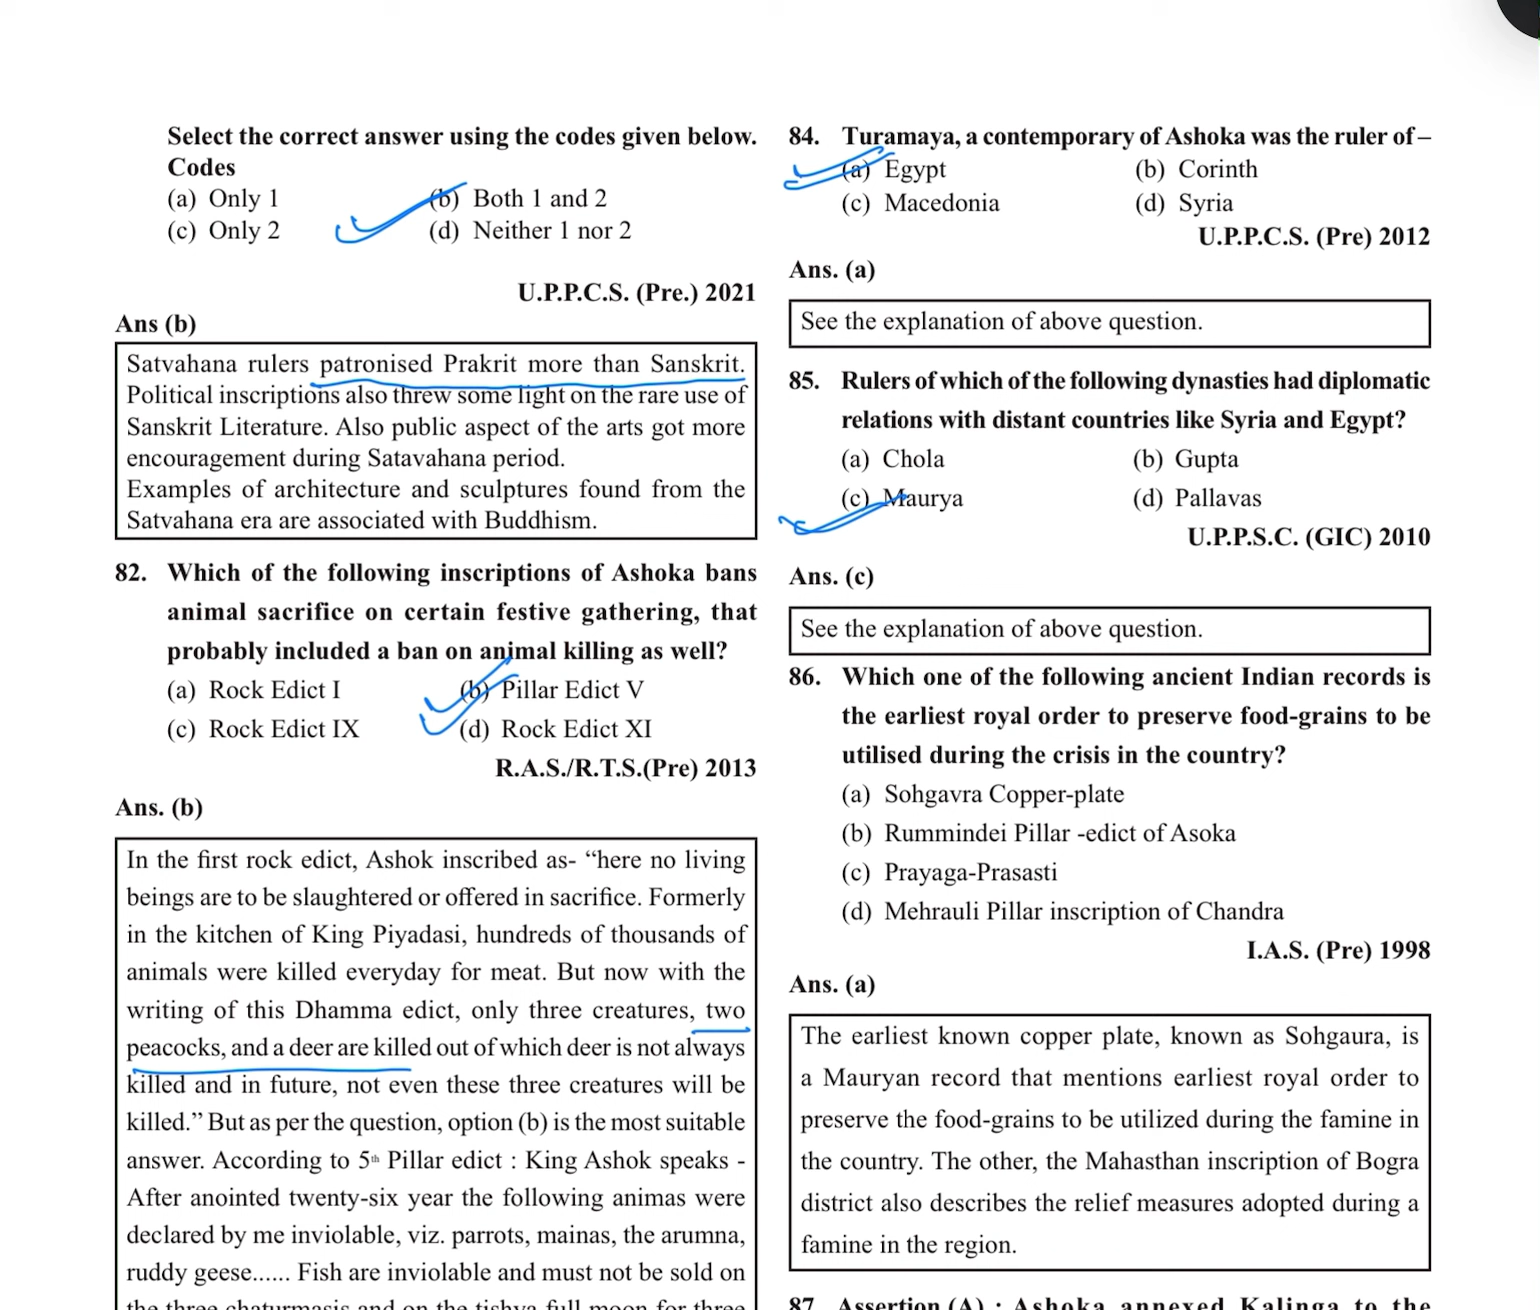 Select the correct answer using the codes given below.
Codes
(a) Only 1
(b) Both 1 and 2
(c) Only 2
(d) Neither 1 nor 2
U.P.P.C.S. (Pre.) 2021
Ans (b)
Satvahana rulers patronised Prakrit more than Sanskrit.
Political inscriptions also threw some light on the rare use of
Sanskrit Literature. Also public aspect of the arts got more
encouragement during Satavahana period.
Examples of architecture and sculptures found from the
Satvahana era are associated with Buddhism.
82. Which of the following inscriptions of Ashoka bans
animal sacrifice on certain festive gathering, that
probably included a ban on animal killing as well?
(a) Rock Edict I
(b) Pillar Edict V
(c) Rock Edict IX
(d) Rock Edict XI
R.A.S./R.T.S.(Pre) 2013
Ans. (b)
In the first rock edict, Ashok inscribed as- “here no living
beings are to be slaughtered or offered in sacrifice. Formerly
in the kitchen of King Piyadasi, hundreds of thousands of
animals were killed everyday for meat. But now with the
writing of this Dhamma edict, only three creatures, two
peacocks, and a deer are killed out of which deer is not always
killed and in future, not even these three creatures will be
killed.” But as per the question, option (b) is the most suitable
answer. According to 5th Pillar edict : King Ashok speaks -
After anointed twenty-six year the following animas were
declared by me inviolable, viz. parrots, mainas, the arumna,
ruddy geese...... Fish are inviolable and must not be sold on
the three chaturmasis and on the tishya full moon for three
84. Turamaya, a contemporary of Ashoka was the ruler of –
(a) Egypt
(b) Corinth
(c) Macedonia
(d) Syria
U.P.P.C.S. (Pre) 2012
Ans. (a)
See the explanation of above question.
85. Rulers of which of the following dynasties had diplomatic
relations with distant countries like Syria and Egypt?
(a) Chola
(b) Gupta
(c) Maurya
(d) Pallavas
U.P.P.S.C. (GIC) 2010
Ans. (c)
See the explanation of above question.
86. Which one of the following ancient Indian records is
the earliest royal order to preserve food-grains to be
utilised during the crisis in the country?
(a) Sohgavra Copper-plate
(b) Rummindei Pillar -edict of Asoka
(c) Prayaga-Prasasti
(d) Mehrauli Pillar inscription of Chandra
I.A.S. (Pre) 1998
Ans. (a)
The earliest known copper plate, known as Sohgaura, is
a Mauryan record that mentions earliest royal order to
preserve the food-grains to be utilized during the famine in
the country. The other, the Mahasthan inscription of Bogra
district also describes the relief measures adopted during a
famine in the region.
87. Assertion (A) : Ashoka annexed Kalinga to the